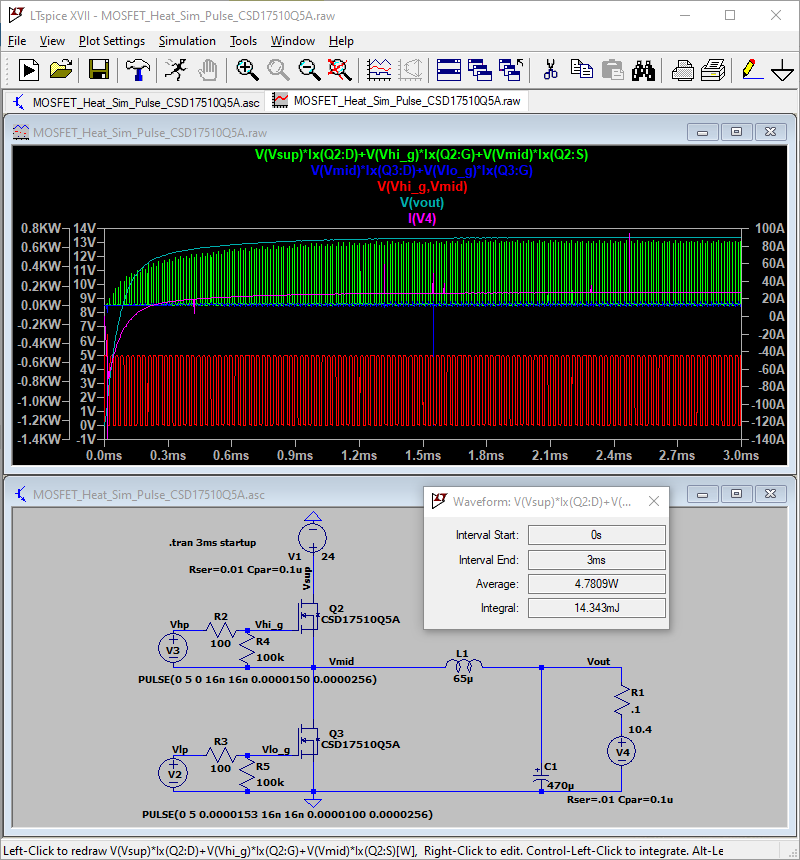 LTspice XVII - MOSFET_Heat_Sim_Pulse_CSD17510Q5A.raw
File View Plot Settings Simulation Tools Window Help
MOSFET_Heat_Sim_Pulse_CSD17510Q5A.asc MOSFET_Heat_Sim_Pulse_CSD17510Q5A.raw
MOSFET_Heat_Sim_Pulse_CSD17510Q5A.raw
V(Vsup)*Ix(Q2:D)+V(Vhi_g)*Ix(Q2:G)+V(Vmid)*Ix(Q2:S)
V(Vmid)*Ix(Q3:D)+V(Vlo_g)*Ix(Q3:G)
V(Vhi_g,Vmid)
V(vout)
I(V4)
0.8KW 14V 100A
0.6KW 13V 80A
12V
0.4KW 11V 60A
0.2KW 10V 40A
0.0KW 9V 20A
-0.2KW 8V 0A
7V -20A
-0.4KW 6V
-0.6KW 5V -40A
4V -60A
-0.8KW 3V -80A
-1.0KW 2V -100A
-1.2KW 1V
0V -120A
-1.4KW -1V -140A
0.0ms 0.3ms 0.6ms 0.9ms 1.2ms 1.5ms 1.8ms 2.1ms 2.4ms 2.7ms 3.0ms
MOSFET_Heat_Sim_Pulse_CSD17510Q5A.asc
Waveform: V(Vsup)*Ix(Q2:D)+V(...
Interval Start: 0s
Interval End: 3ms
Average: 4.7809W
Integral: 14.343mJ
.tran 3ms startup
V1 24
Rser=0.01 Cpar=0.1u
Vsup
Q2
CSD17510Q5A
Vhp R2 Vhi_g
100
V3 R4
100k
Vmid L1 Vout
65µ
PULSE(0 5 0 16n 16n 0.0000150 0.0000256)
R1
.1
10.4
V4
Q3
CSD17510Q5A
Vlp R3 Vlo_g
100
V2 R5
100k
C1
470µ
Rser=.01 Cpar=0.1u
PULSE(0 5 0.0000153 16n 16n 0.0000100 0.0000256)
Left-Click to redraw V(Vsup)*Ix(Q2:D)+V(Vhi_g)*Ix(Q2:G)+V(Vmid)*Ix(Q2:S)[W], Right-Click to edit. Control-Left-Click to integrate. Alt-Le